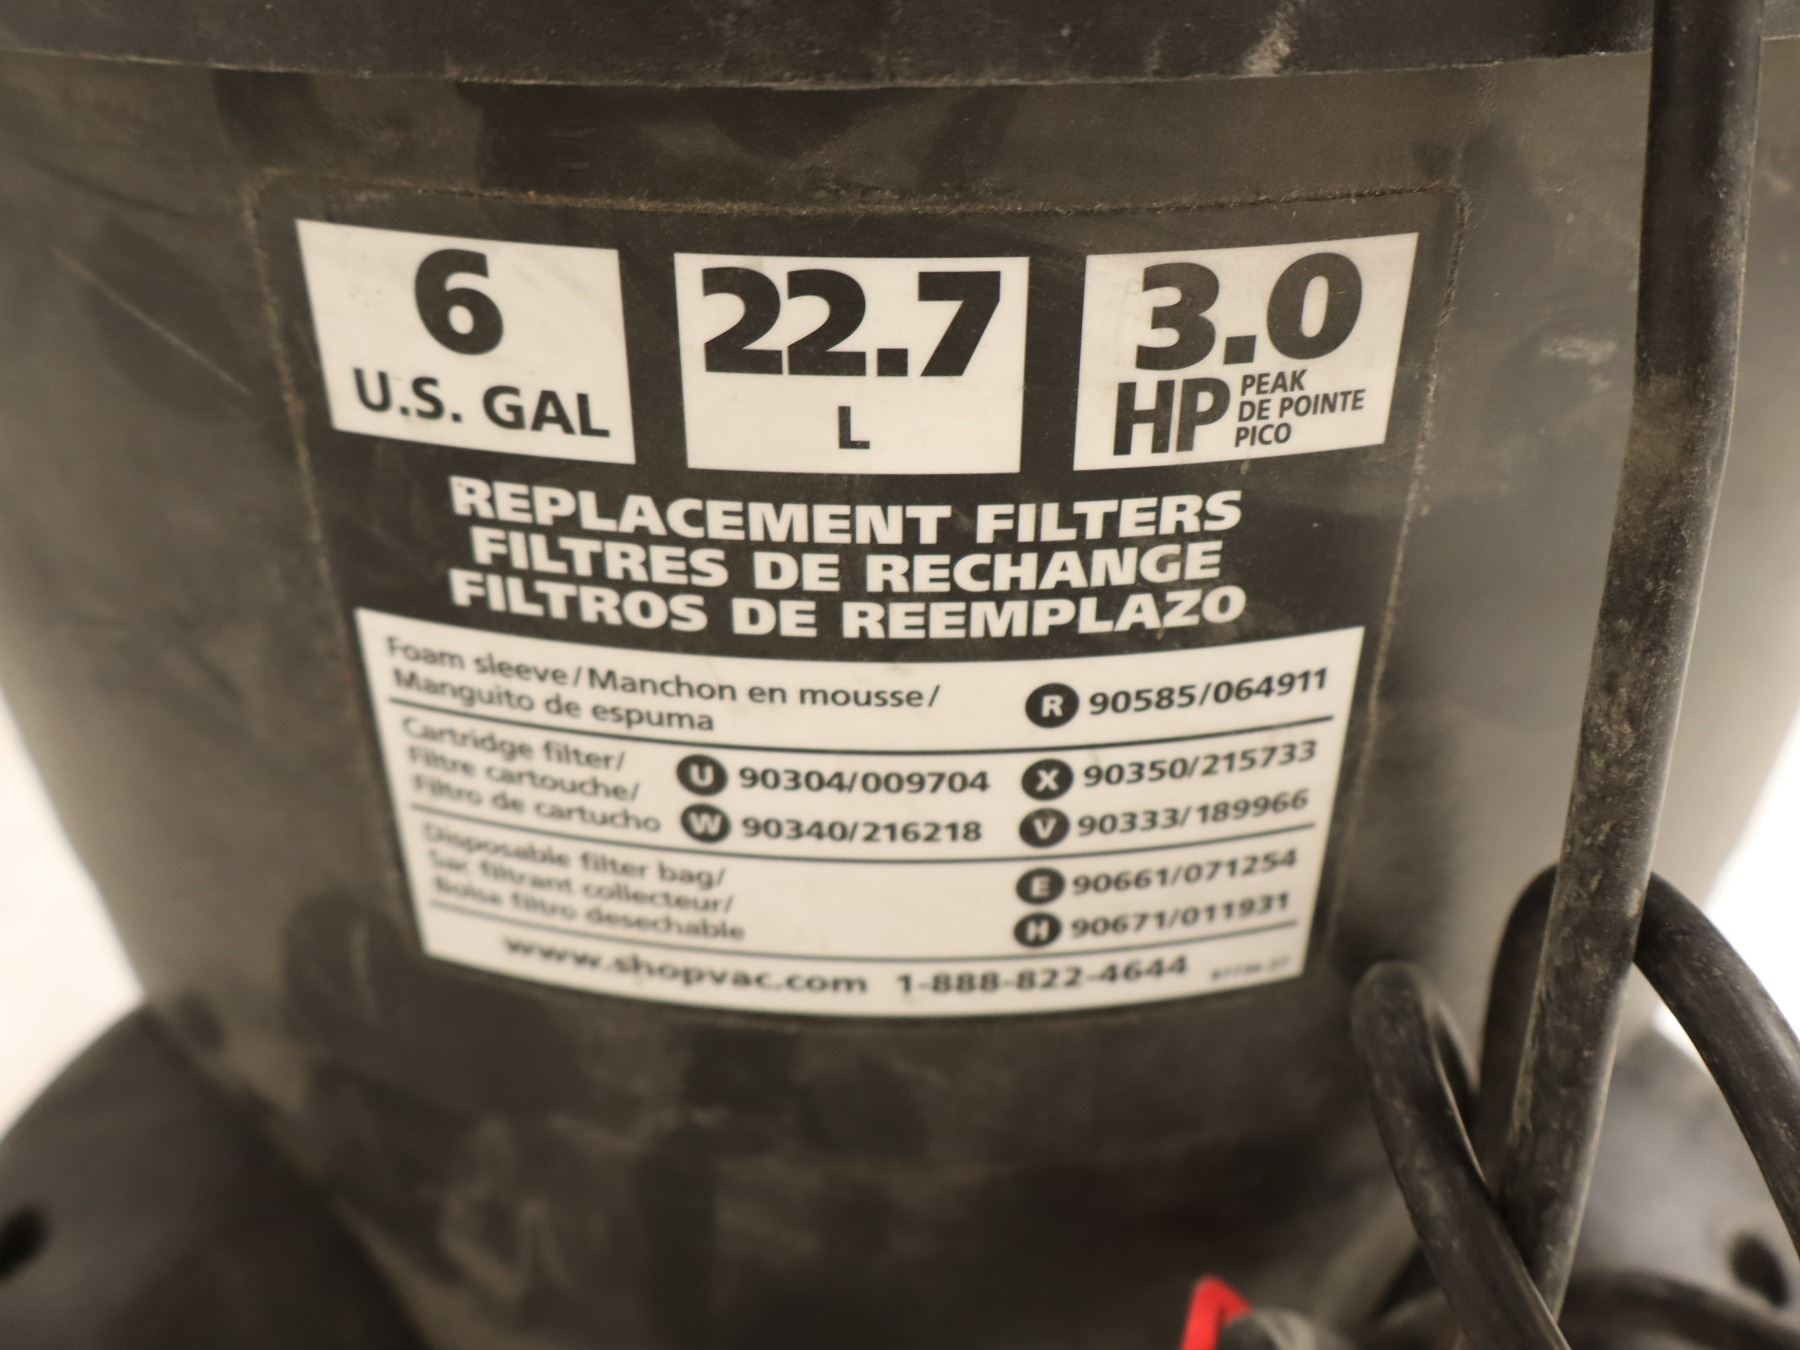 6
U.S. GAL
22.7
L
3.0
HP PEAK
DE POINTE
PICO
REPLACEMENT FILTERS
FILTRES DE RECHANGE
FILTROS DE REEMPLAZO
Foam sleeve/Manchon en mousse/
Manguito de espuma
R 90585/064911
Cartridge filter/
Filtre cartouche/
Filtro de cartucho
U 90304/009704
X 90350/215733
W 90340/216218
V 90333/189966
Disposable filter bag/
Sac filtrant collecteur/
Bolsa filtro desechable
E 90661/071254
H 90671/011931
www.shopvac.com 1-888-822-4644